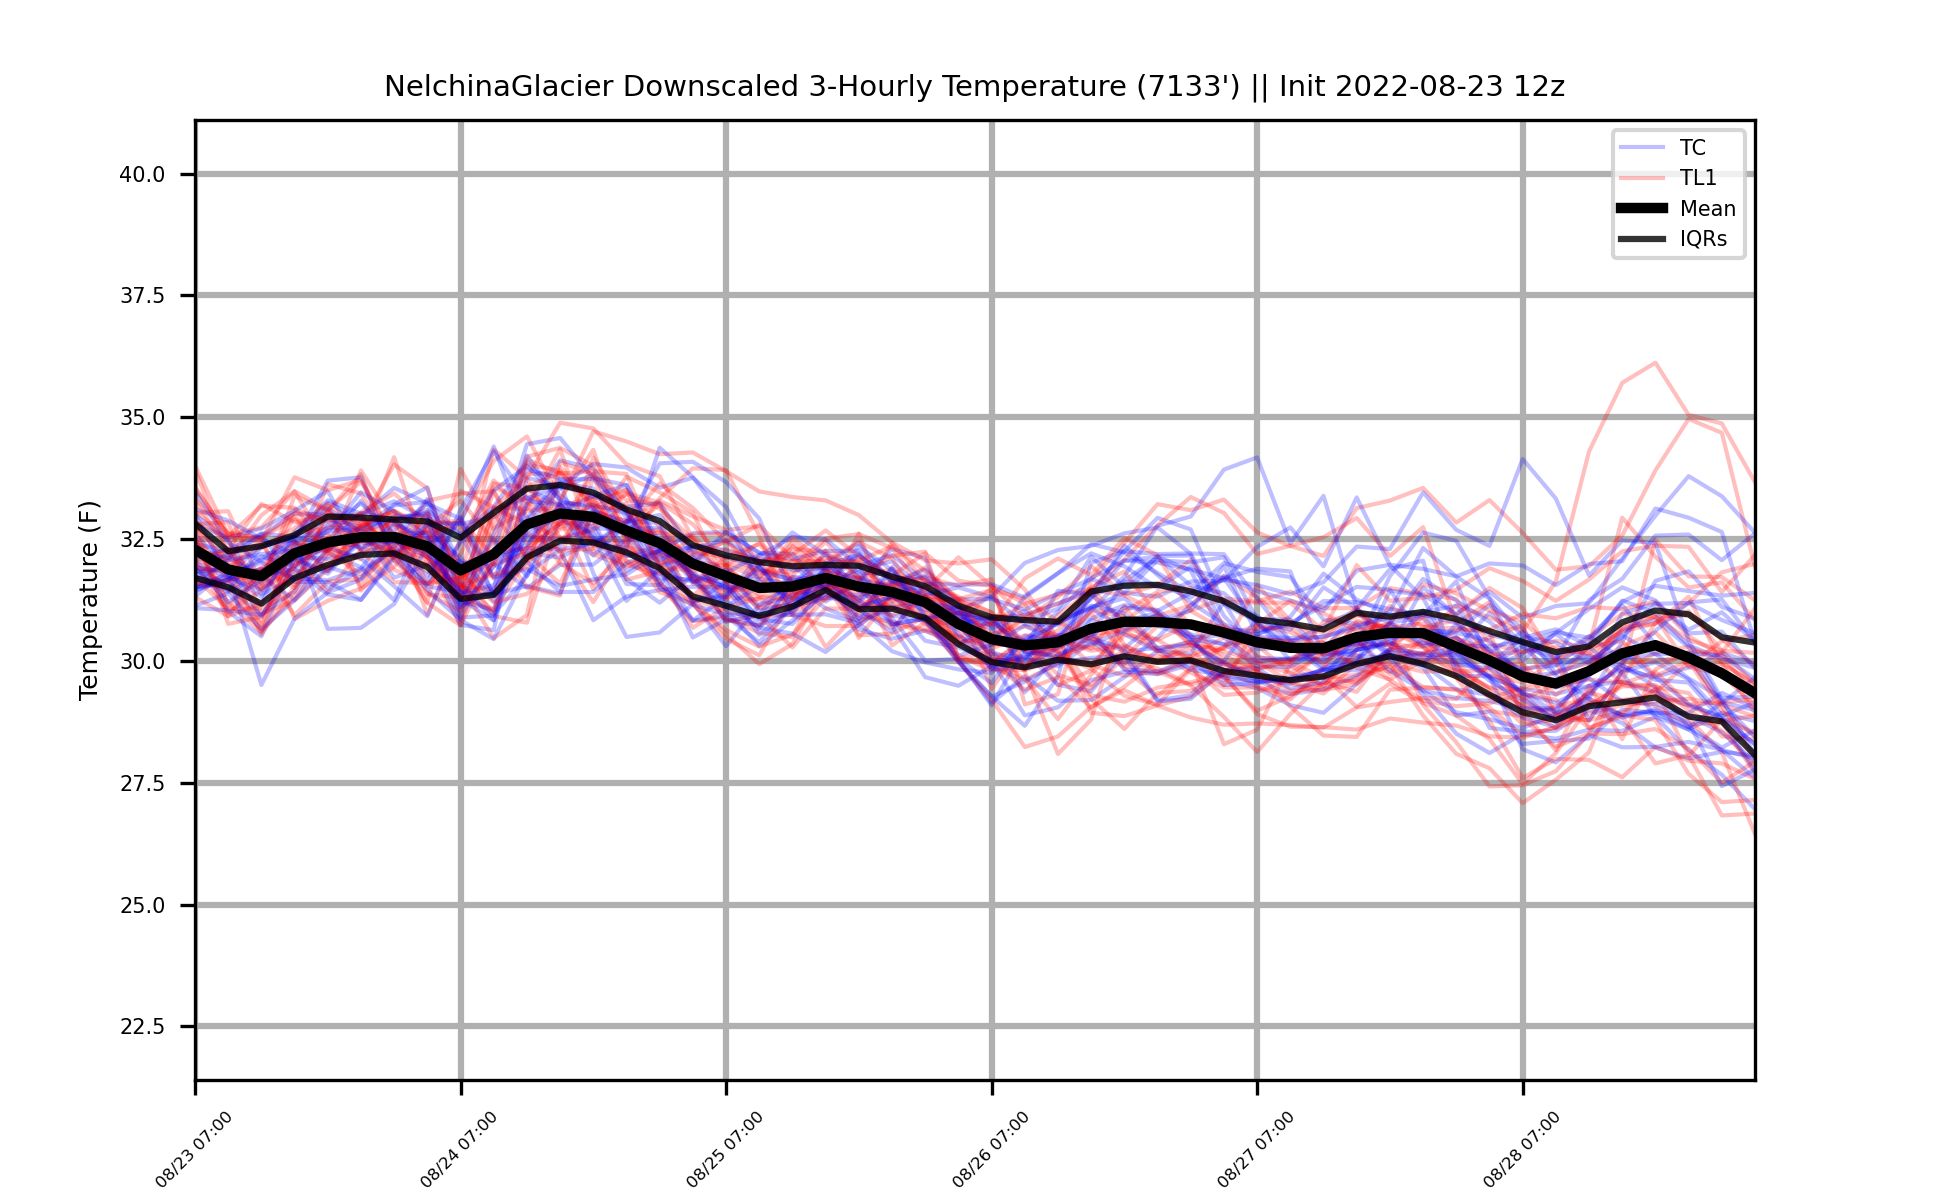 NelchinaGlacier Downscaled 3-Hourly Temperature (7133') || Init 2022-08-23 12z
TC
TL1
Mean
IQRs
Temperature (F)
40.0
37.5
35.0
32.5
30.0
27.5
25.0
22.5
08/23 07:00
08/24 07:00
08/25 07:00
08/26 07:00
08/27 07:00
08/28 07:00